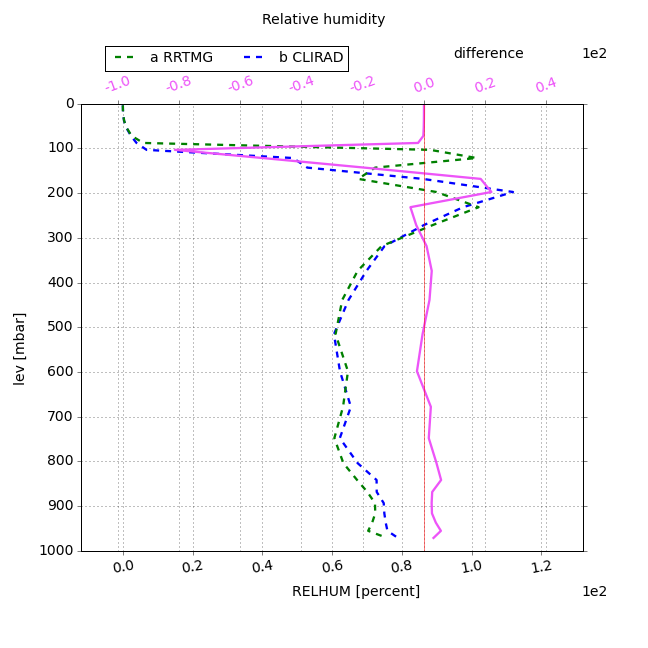 Relative humidity
a RRTMG b CLIRAD difference 1e2
-1.0 -0.8 -0.6 -0.4 -0.2 0.0 0.2 0.4
0
100
200
300
400
500
600
700
800
900
1000
lev [mbar]
0.0 0.2 0.4 0.6 0.8 1.0 1.2
RELHUM [percent] 1e2